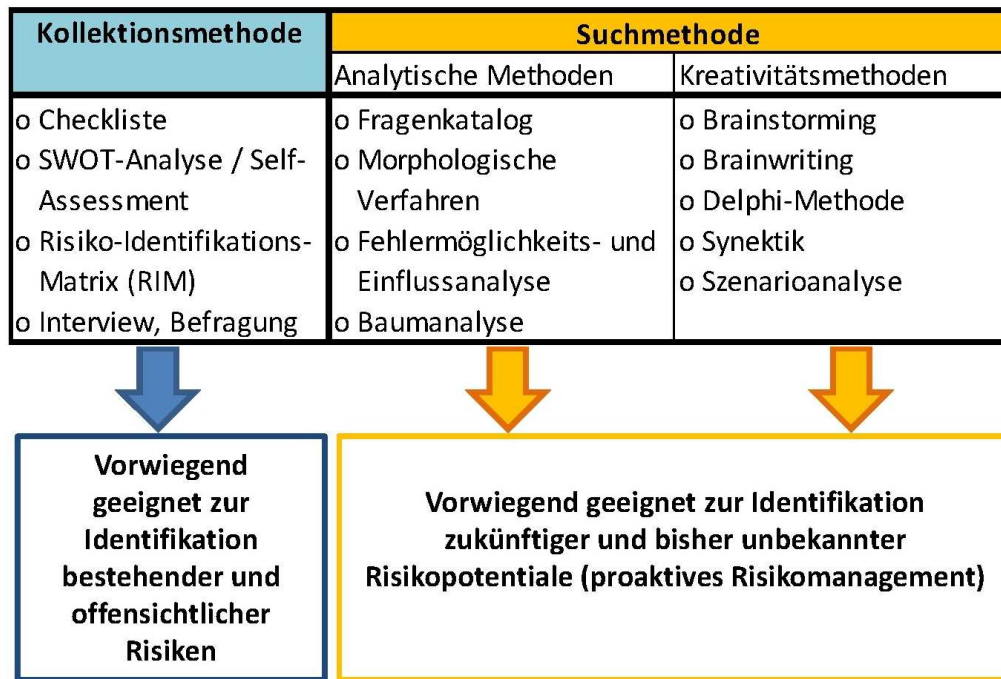 Kollektionsmethode
Suchmethode
Analytische Methoden
Kreativitätsmethoden
o Checkliste
o SWOT-Analyse / Self-
Assessment
o Risiko-Identifikations-
Matrix (RIM)
o Interview, Befragung
o Fragenkatalog
o Morphologische
Verfahren
o Fehlermöglichkeits- und
Einflussanalyse
o Baumanalyse
o Brainstorming
o Brainwriting
o Delphi-Methode
o Synektik
o Szenarioanalyse
Vorwiegend
geeignet zur
Identifikation
bestehender und
offensichtlicher
Risiken
Vorwiegend geeignet zur Identifikation
zukünftiger und bisher unbekannter
Risikopotentiale (proaktives Risikomanagement)